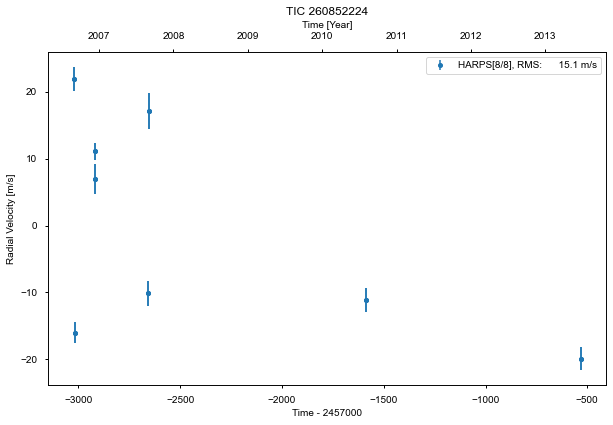 TIC 260852224
Time [Year]
2007 2008 2009 2010 2011 2012 2013
HARPS[8/8], RMS: 15.1 m/s
Radial Velocity [m/s]
20
10
0
−10
−20
−3000 −2500 −2000 −1500 −1000 −500
Time - 2457000